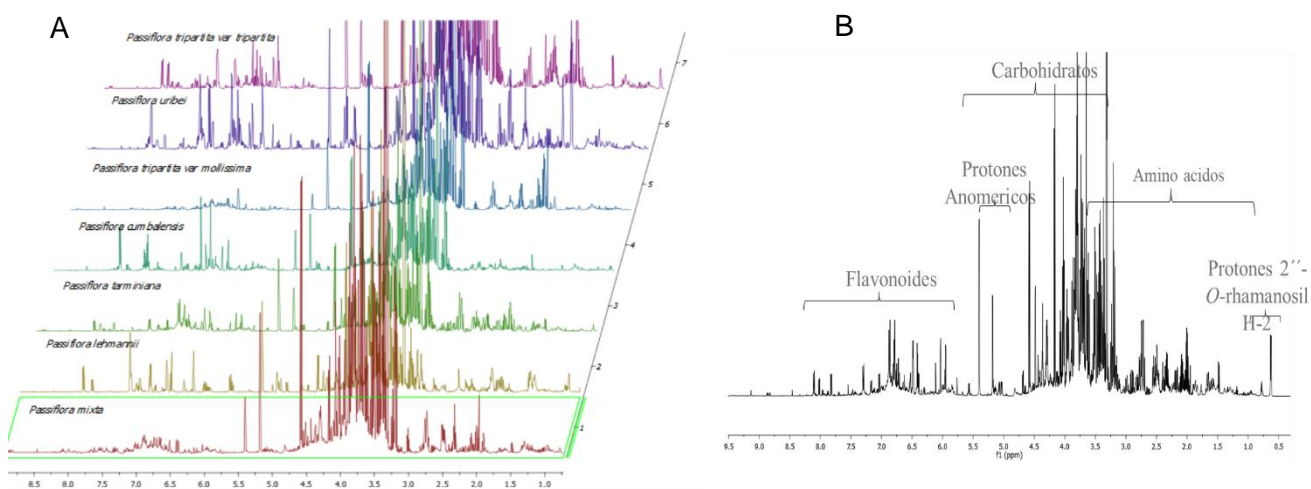 A
Passiflora tripartita var tripartita
7
Passiflora uribei
6
Passiflora tripartita var mollissima
5
Passiflora cumbalensis
4
Passiflora tarminiana
3
Passiflora lehmannii
2
Passiflora mixta
1
8.5 8.0 7.5 7.0 6.5 6.0 5.5 5.0 4.5 4.0 3.5 3.0 2.5 2.0 1.5 1.0
B
Carbohidratos
Protones
Anomericos
Amino acidos
Flavonoides
Protones 2´´-
O-rhamanosil
H-2
9.5 9.0 8.5 8.0 7.5 7.0 6.5 6.0 5.5 5.0 4.5 4.0 3.5 3.0 2.5 2.0 1.5 1.0 0.5
f1 (ppm)